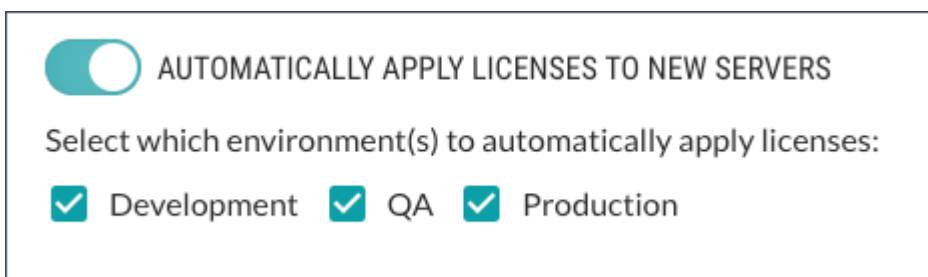 AUTOMATICALLY APPLY LICENSES TO NEW SERVERS
Select which environment(s) to automatically apply licenses:
Development QA Production